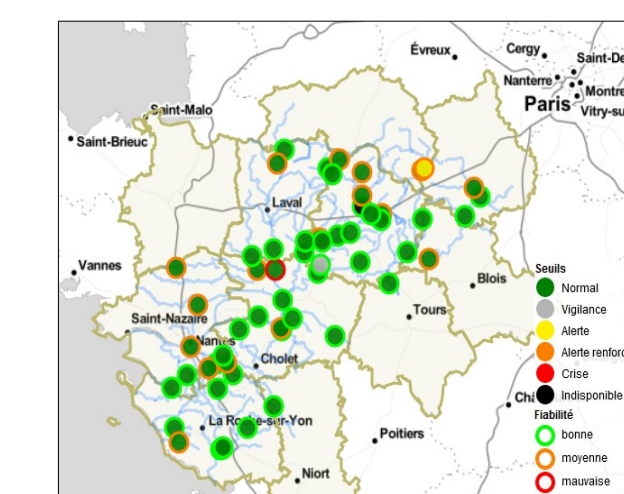 Évreux
Cergy
Saint-De
Nanterre
Montre
Paris
Vitry-su
Saint-Malo
Saint-Brieuc
Laval
Vannes
Blois
Saint-Nazaire
Tours
Nantes
Cholet
Châ
La Roche-sur-Yon
Poitiers
Niort
Seuils
Normal
Vigilance
Alerte
Alerte renforc
Crise
Indisponible
Fiabilité
bonne
moyenne
mauvaise